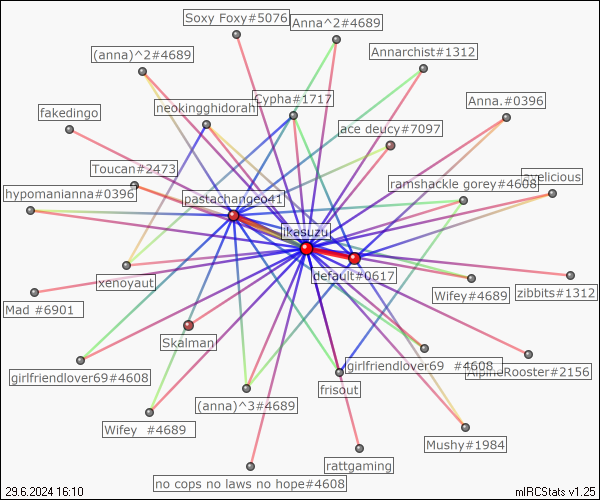 Soxy Foxy#5076
Anna^2#4689
(anna)^2#4689
Annarchist#1312
neokingghidorah
Cypha#1717
Anna.#0396
fakedingo
ace deucy#7097
Toucan#2473
hypomanianna#0396
pastachangeo41
ramshackle gorey#4608
ikasuzu
default#0617
xenoyaut
Wifey#4689
zibbits#1312
Mad #6901
Skalman
girlfriendlover69#4608
girlfriendlover69 #4608
AlpineRooster#2156
frisout
(anna)^3#4689
Wifey #4689
Mushy#1984
rattgaming
no cops no laws no hope#4608
29.6.2024 16:10
mIRCStats v1.25